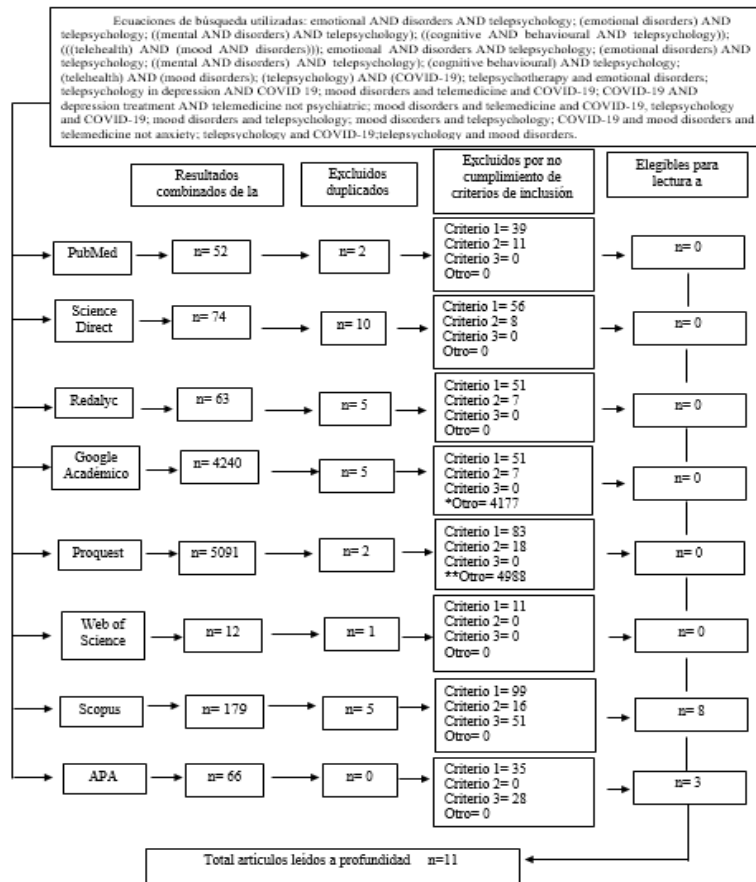 Ecuaciones de búsqueda utilizadas: emotional AND disorders AND telepsychology; (emotional disorders) AND
telepsychology; ((mental AND disorders) AND telepsychology); ((cognitive AND behavioural AND telepsychology));
(((telehealth) AND (mood AND disorders))); emotional AND disorders AND telepsychology; (emotional disorders) AND
telepsychology; ((mental AND disorders) AND telepsychology); (cognitive behavioural) AND telepsychology;
(telehealth) AND (mood disorders); (telepsychology) AND (COVID-19); telepsychotherapy and emotional disorders;
telepsychology in depression AND COVID 19; mood disorders and telemedicine and COVID-19; COVID-19 AND
depression treatment AND telemedicine not psychiatric; mood disorders and telemedicine and COVID-19, telepsychology
and COVID-19; mood disorders and telepsychology; mood disorders and telepsychology; COVID-19 and mood disorders and
telemedicine not anxiety; telepsychology and COVID-19;telepsychology and mood disorders.
Resultados
combinados de la
Excluidos
duplicados
Excluidos por no
cumplimiento de
criterios de inclusión
Elegibles para
lectura a
PubMed
n= 52
n= 2
Criterio 1= 39
Criterio 2= 11
Criterio 3= 0
Otro= 0
n= 0
Science
Direct
n= 74
n= 10
Criterio 1= 56
Criterio 2= 8
Criterio 3= 0
Otro= 0
n= 0
Redalyc
n= 63
n= 5
Criterio 1= 51
Criterio 2= 7
Criterio 3= 0
Otro= 0
n= 0
Google
Académico
n= 4240
n= 5
Criterio 1= 51
Criterio 2= 7
Criterio 3= 0
*Otro= 4177
n= 0
Proquest
n= 5091
n= 2
Criterio 1= 83
Criterio 2= 18
Criterio 3= 0
**Otro= 4988
n= 0
Web of
Science
n= 12
n= 1
Criterio 1= 11
Criterio 2= 0
Criterio 3= 0
Otro= 0
n= 0
Scopus
n= 179
n= 5
Criterio 1= 99
Criterio 2= 16
Criterio 3= 51
Otro= 0
n= 8
APA
n= 66
n= 0
Criterio 1= 35
Criterio 2= 0
Criterio 3= 28
Otro= 0
n= 3
Total artículos leídos a profundidad n=11